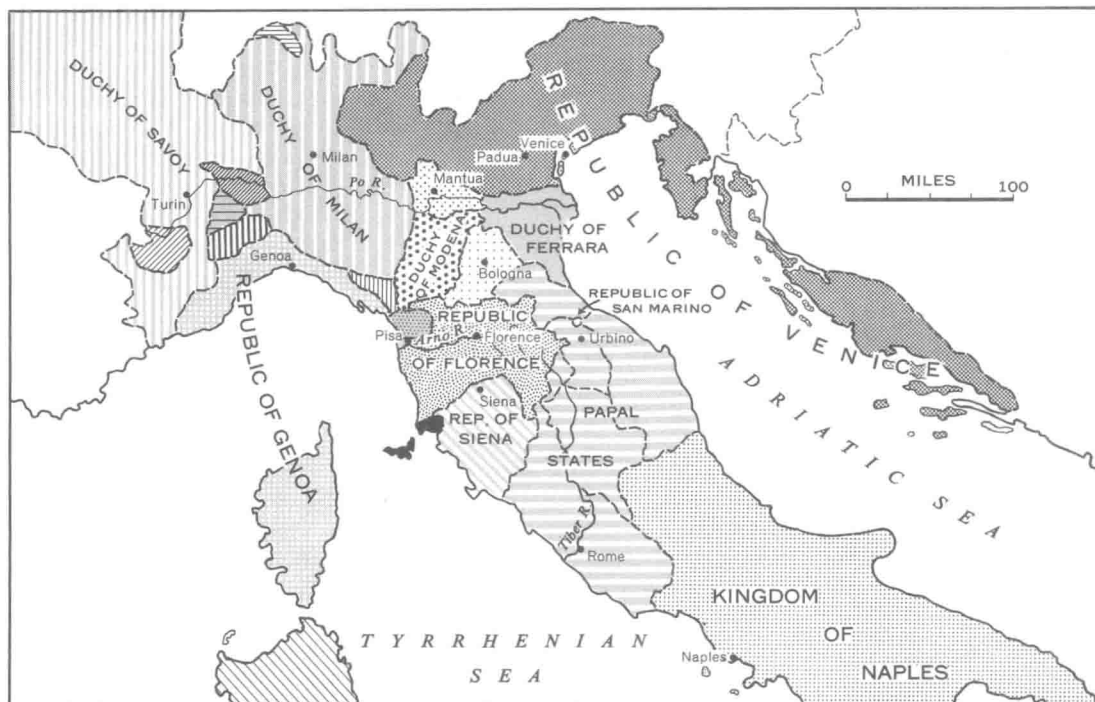 DUCHY OF SAVOY
DUCHY OF MILAN
REPUBLIC OF VENICE
Milan
Venice
Padua
Mantua
Po R.
Turin
MILES
0 100
DUCHY OF
FERRARA
DUCHY
OF MODENA
Genoa
Bologna
REPUBLIC OF GENOA
REPUBLIC OF
SAN MARINO
REPUBLIC
Pisa
Arno R.
Florence
Urbino
OF FLORENCE
Siena
REP. OF
SIENA
PAPAL
STATES
ADRIATIC SEA
Tiber R.
Rome
KINGDOM
OF
NAPLES
Naples
TYRRHENIAN
SEA